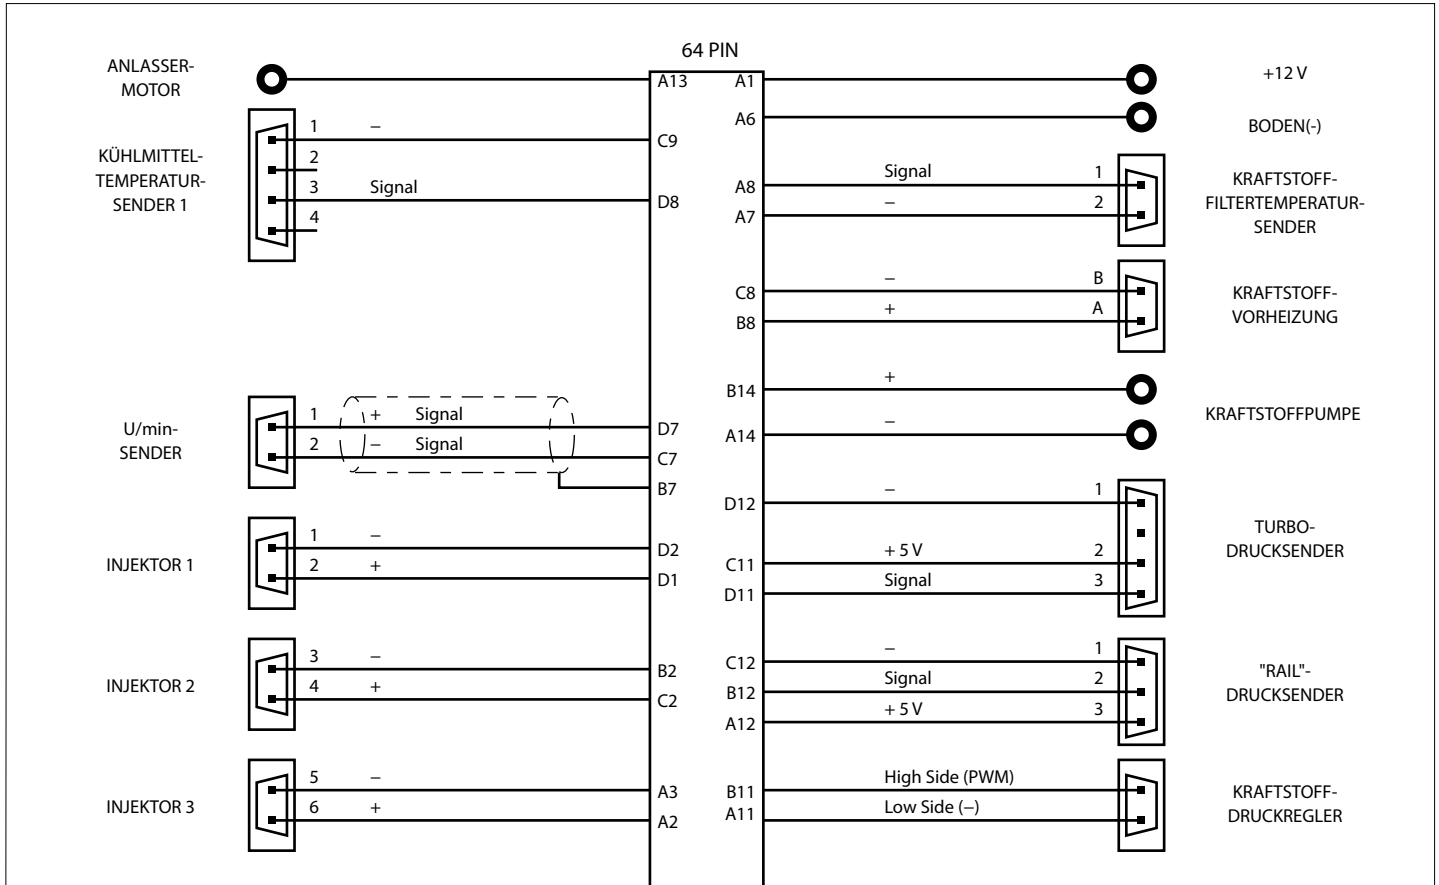 64 PIN
ANLASSER-
MOTOR
A13
KÜHLMITTEL-
TEMPERATUR-
SENDER 1
1 –
2
3 Signal
4
C9
D8
U/min-
SENDER
1 + Signal
2 – Signal
D7
C7
B7
INJEKTOR 1
1 –
2 +
D2
D1
INJEKTOR 2
3 –
4 +
B2
C2
INJEKTOR 3
5 –
6 +
A3
A2
A1
+12 V
A6
BODEN(-)
A8 Signal 1
A7 – 2
KRAFTSTOFF-
FILTERTEMPERATUR-
SENDER
C8 – B
B8 + A
KRAFTSTOFF-
VORHEIZUNG
B14 +
A14 –
KRAFTSTOFFPUMPE
D12 – 1
C11 + 5 V 2
D11 Signal 3
TURBO-
DRUCKSENDER
C12 – 1
B12 Signal 2
A12 + 5 V 3
"RAIL"-
DRUCKSENDER
B11 High Side (PWM)
A11 Low Side (–)
KRAFTSTOFF-
DRUCKREGLER